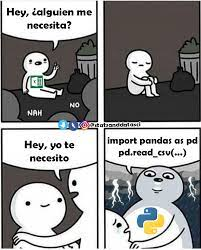 Hey, ¿alguien me
necesita?
NO
NAH
@statsanddatasci
Hey, yo te
necesito
import pandas as pd
pd.read_csv(...)